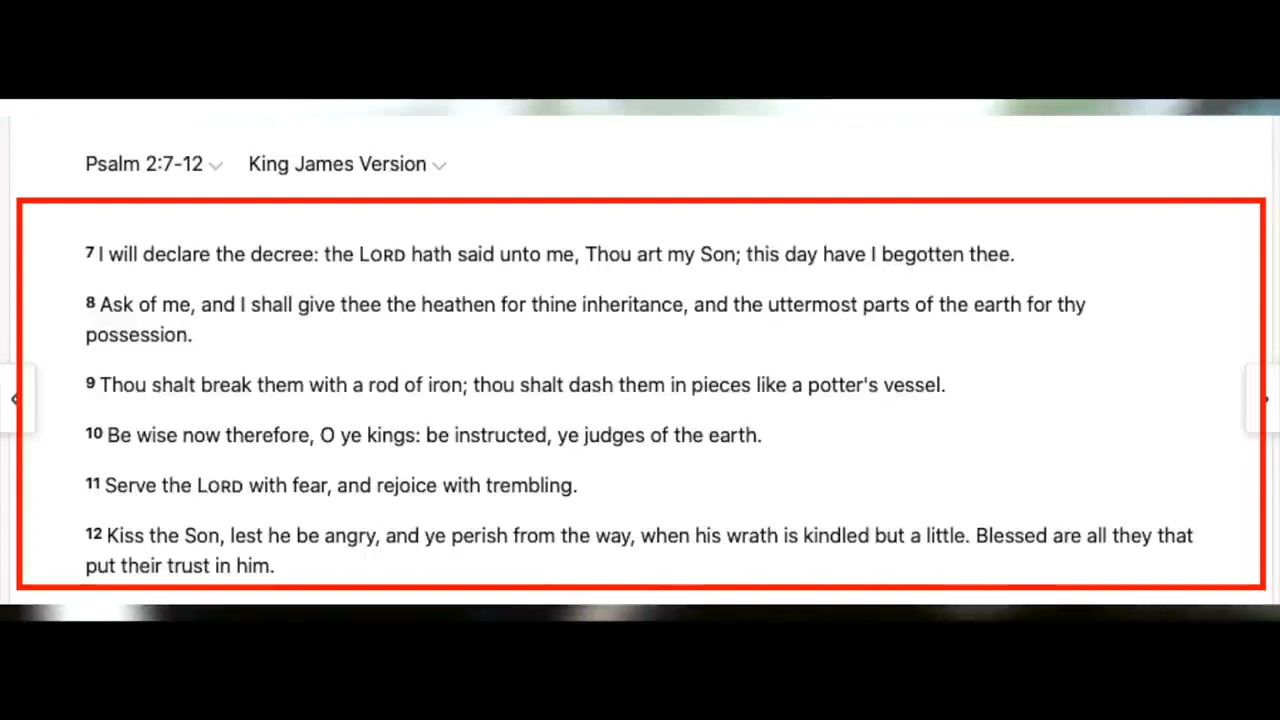 Psalm 2:7-12 King James Version
7 I will declare the decree: the LORD hath said unto me, Thou art my Son; this day have I begotten thee.
8 Ask of me, and I shall give thee the heathen for thine inheritance, and the uttermost parts of the earth for thy
possession.
9 Thou shalt break them with a rod of iron; thou shalt dash them in pieces like a potter's vessel.
10 Be wise now therefore, O ye kings: be instructed, ye judges of the earth.
11 Serve the LORD with fear, and rejoice with trembling.
12 Kiss the Son, lest he be angry, and ye perish from the way, when his wrath is kindled but a little. Blessed are all they that
put their trust in him.